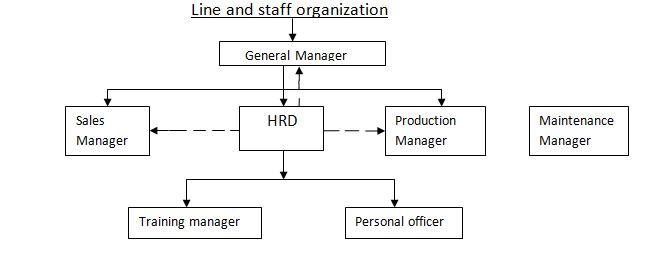 Line and staff organization
General Manager
Sales
Manager
HRD
Production
Manager
Maintenance
Manager
Training manager
Personal officer